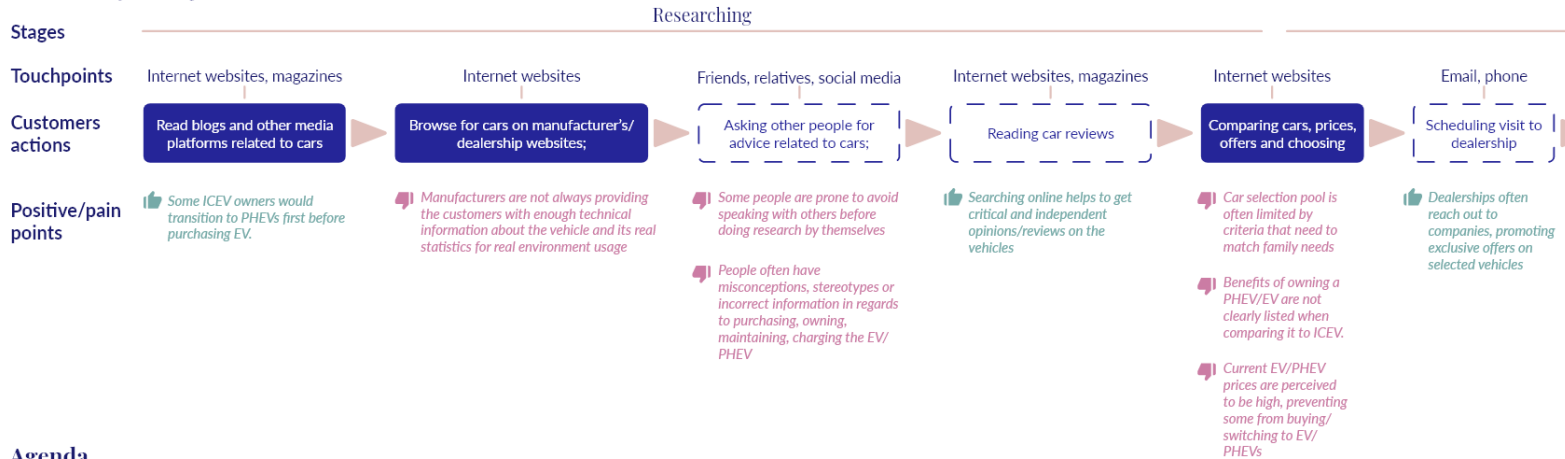 Researching
Stages
Touchpoints
Internet websites, magazines
Internet websites
Friends, relatives, social media
Internet websites, magazines
Internet websites
Email, phone
Customers
actions
Read blogs and other media
platforms related to cars
Browse for cars on manufacturer's/
dealership websites;
Asking other people for
advice related to cars;
Reading car reviews
Comparing cars, prices,
offers and choosing
Scheduling visit to
dealership
Positive/pain
points
Some ICEV owners would
transition to PHEVs first before
purchasing EV.
Manufacturers are not always providing
the customers with enough technical
information about the vehicle and its real
statistics for real environment usage
Some people are prone to avoid
speaking with others before
doing research by themselves
People often have
misconceptions, stereotypes or
incorrect information in regards
to purchasing, owning,
maintaining, charging the EV/
PHEV
Searching online helps to get
critical and independent
opinions/reviews on the
vehicles
Car selection pool is
often limited by
criteria that need to
match family needs
Benefits of owning a
PHEV/EV are not
clearly listed when
comparing it to ICEV.
Current EV/PHEV
prices are perceived
to be high, preventing
some from buying/
switching to EV/
PHEVs
Dealerships often
reach out to
companies, promoting
exclusive offers on
selected vehicles
Agenda